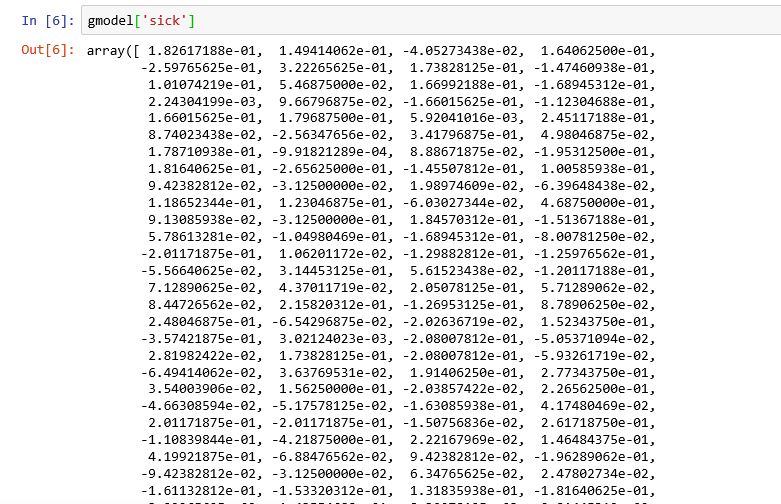 In [6]: gmodel['sick']
Out[6]: array([ 1.82617188e-01, 1.49414062e-01, -4.05273438e-02, 1.64062500e-01,
-2.59765625e-01, 3.22265625e-01, 1.73828125e-01, -1.47460938e-01,
1.01074219e-01, 5.46875000e-02, 1.66992188e-01, -1.68945312e-01,
2.24304199e-03, 9.66796875e-02, -1.66015625e-01, -1.12304688e-01,
1.66015625e-01, 1.79687500e-01, 5.92041016e-03, 2.45117188e-01,
8.74023438e-02, -2.56347656e-02, 3.41796875e-01, 4.98046875e-02,
1.78710938e-01, -9.91821289e-04, 8.88671875e-02, -1.95312500e-01,
1.81640625e-01, -2.65625000e-01, -1.45507812e-01, 1.00585938e-01,
9.42382812e-02, -3.12500000e-02, 1.98974609e-02, -6.39648438e-02,
1.18652344e-01, 1.23046875e-01, -6.03027344e-02, 4.68750000e-01,
9.13085938e-02, -3.12500000e-01, 1.84570312e-01, -1.51367188e-01,
5.78613281e-02, -1.04980469e-01, -1.68945312e-01, -8.00781250e-02,
-2.01171875e-01, 1.06201172e-02, -1.29882812e-01, -1.25976562e-01,
-5.56640625e-02, 3.14453125e-01, 5.61523438e-02, -1.20117188e-01,
7.12890625e-02, 4.37011719e-02, 2.05078125e-01, 5.71289062e-02,
8.44726562e-02, 2.15820312e-01, -1.26953125e-01, 8.78906250e-02,
2.48046875e-01, -6.54296875e-02, -2.02636719e-02, 1.52343750e-01,
-3.57421875e-01, 3.02124023e-03, -2.08007812e-01, -5.05371094e-02,
2.81982422e-02, 1.73828125e-01, -2.08007812e-01, -5.93261719e-02,
-6.49414062e-02, 3.63769531e-02, 1.91406250e-01, 2.77343750e-01,
3.54003906e-02, 1.56250000e-01, -2.03857422e-02, 2.26562500e-01,
-4.66308594e-02, -5.17578125e-02, -1.63085938e-01, 4.17480469e-02,
2.01171875e-01, -2.01171875e-01, -1.50756836e-02, 2.61718750e-01,
-1.10839844e-01, -4.21875000e-01, 2.22167969e-02, 1.46484375e-01,
4.19921875e-01, -6.88476562e-02, 9.42382812e-02, -1.96289062e-01,
-9.42382812e-02, -3.12500000e-02, 6.34765625e-02, 2.47802734e-02,
-1.61132812e-01, -1.53320312e-01, 1.31835938e-01, -1.81640625e-01,